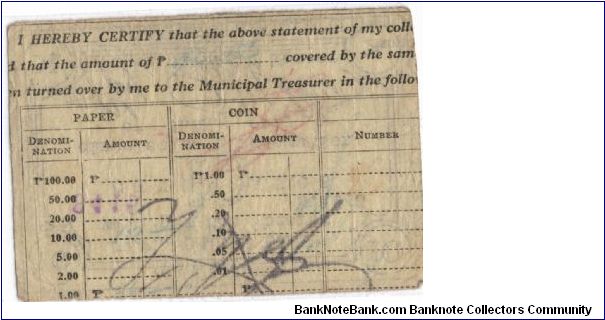 I HEREBY CERTIFY that the above statement of my coll
d that the amount of ₱ covered by the sam
n turned over by me to the Municipal Treasurer in the follow
PAPER COIN
DENOMI-NATION AMOUNT DENOMI-NATION AMOUNT NUMBER
₱100.00 ₱ ₱1.00 ₱
50.00 .50
20.00 .20
10.00 .10
5.00 .05
2.00 .01
1.00 ₱ ₱
BankNoteBank.com Banknote Collectors Community